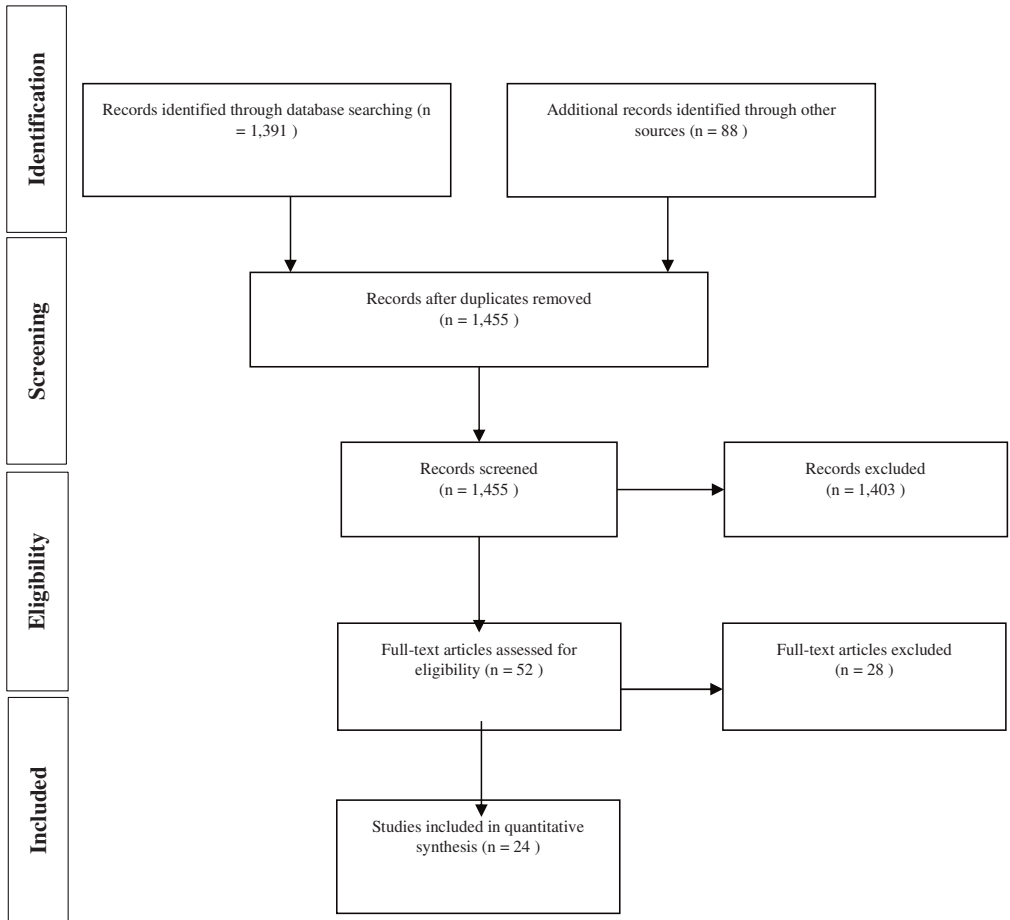 Identification
Records identified through database searching (n
= 1,391 )
Additional records identified through other
sources (n = 88 )
Screening
Records after duplicates removed
(n = 1,455 )
Records screened
(n = 1,455 )
Records excluded
(n = 1,403 )
Eligibility
Full-text articles assessed for
eligibility (n = 52 )
Full-text articles excluded
(n = 28 )
Included
Studies included in quantitative
synthesis (n = 24 )